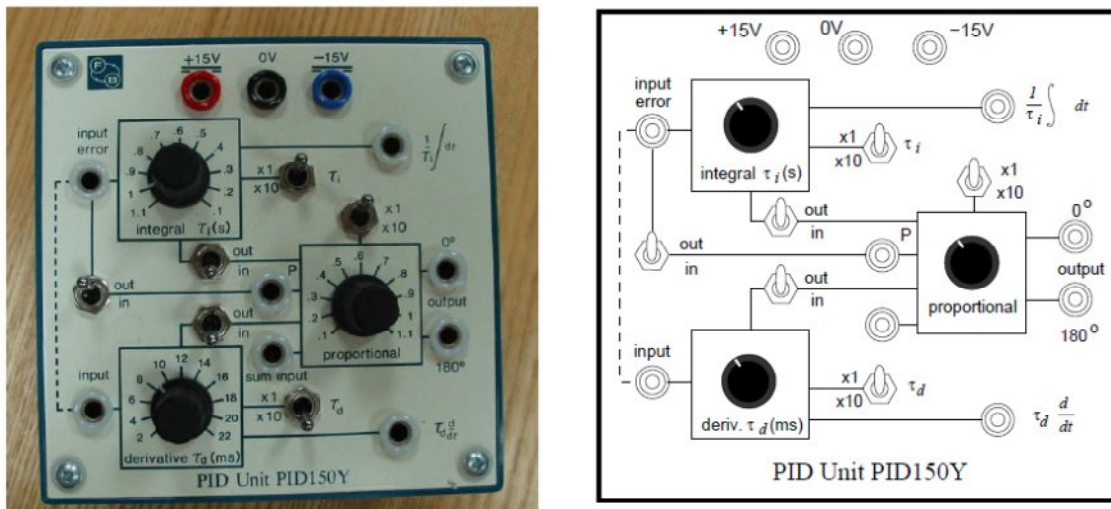 +15V 0V −15V
F
input
error
.1 .2 .3 .4 .5 .6 .7 .8 .9 1 1.1
integral τi(s)
1/τi ∫ dt
x1
x10
τi
x1
x10
out
in
P
out
in
out
in
.1 .2 .3 .4 .5 .6 .7 .8 .9 1 1.1
proportional
0°
output
180°
sum input
input
2 4 6 8 10 12 14 16 18 20 22
derivative τd(ms)
x1
x10
τd
τd d/dt
PID Unit PID150Y
+15V 0V −15V
input
error
integral τi(s)
1/τi ∫ dt
x1
x10
τi
x1
x10
out
in
P
out
in
out
in
proportional
0°
output
180°
input
deriv. τd(ms)
x1
x10
τd
τd d/dt
PID Unit PID150Y